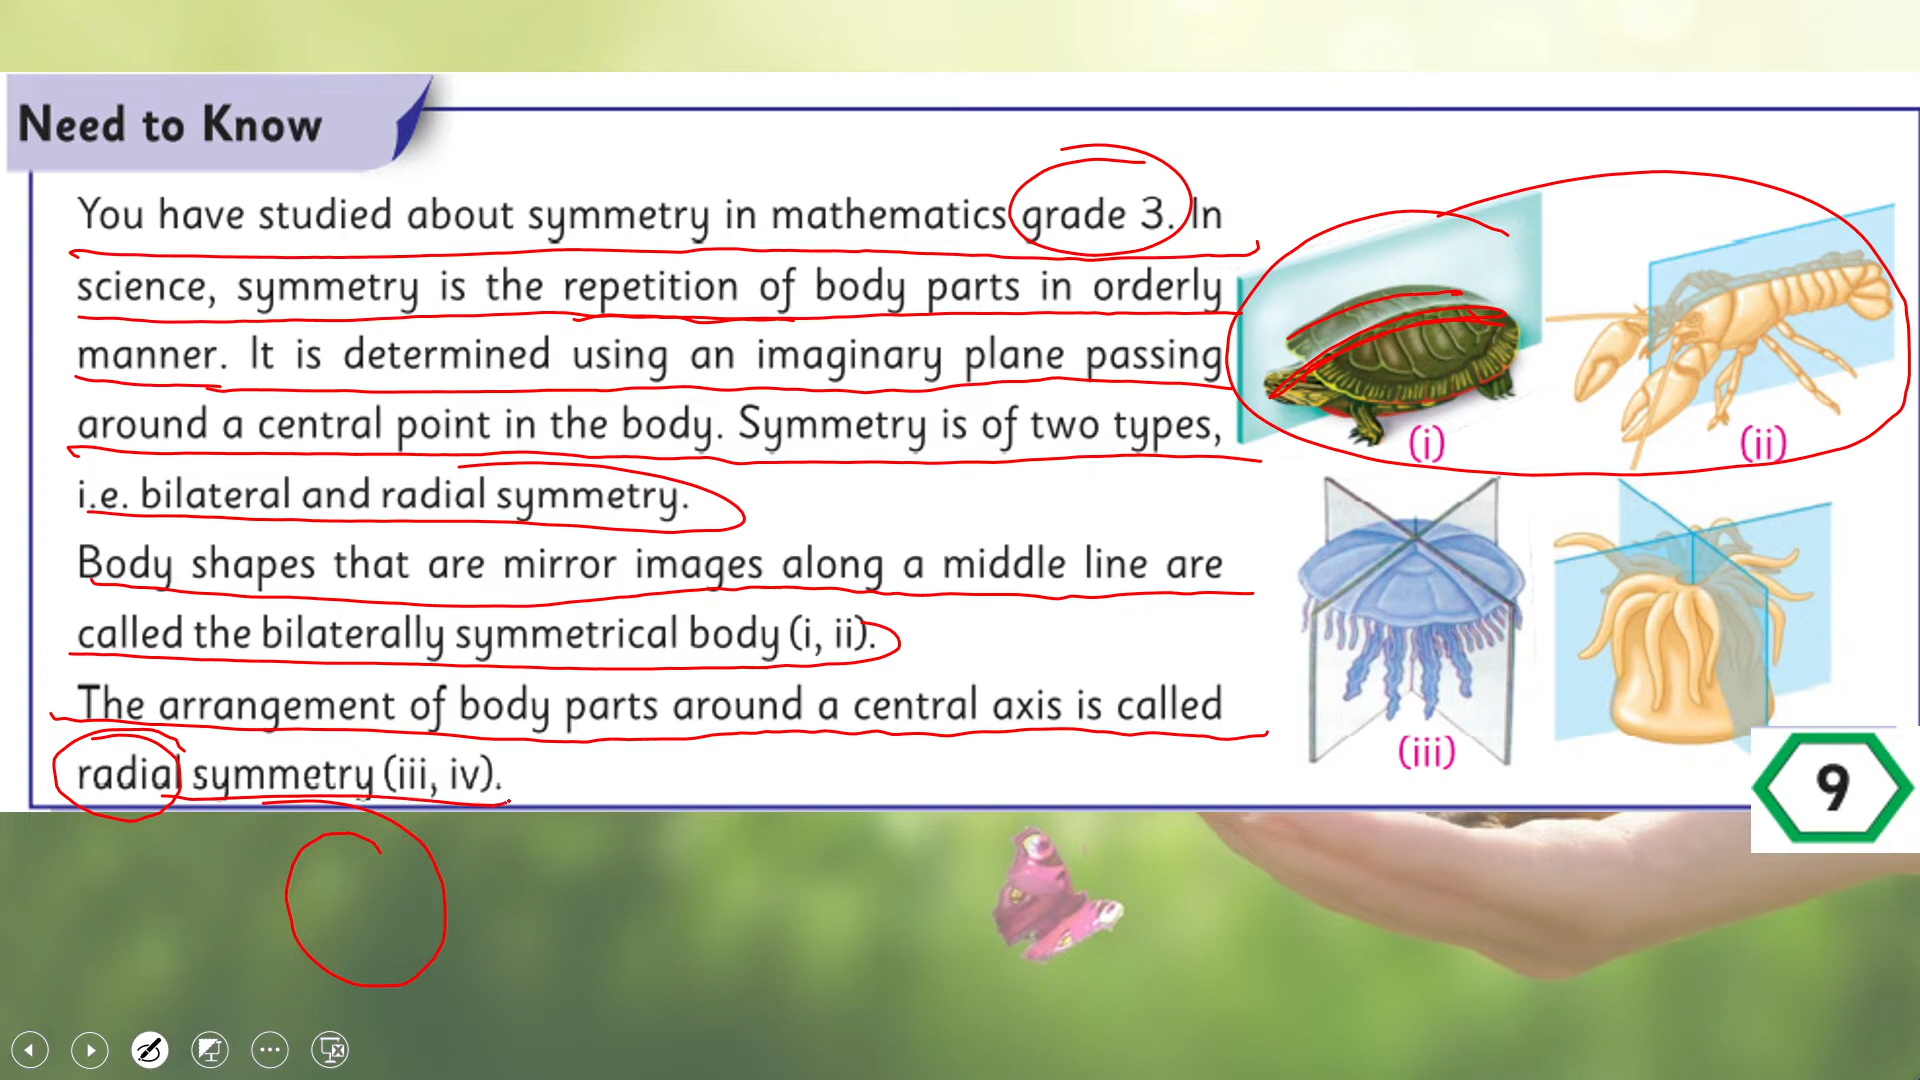 Need to Know
You have studied about symmetry in mathematics grade 3. In
science, symmetry is the repetition of body parts in orderly
manner. It is determined using an imaginary plane passing
around a central point in the body. Symmetry is of two types,
i.e. bilateral and radial symmetry.
Body shapes that are mirror images along a middle line are
called the bilaterally symmetrical body (i, ii).
The arrangement of body parts around a central axis is called
radial symmetry (iii, iv).
(i)
(ii)
(iii)
9